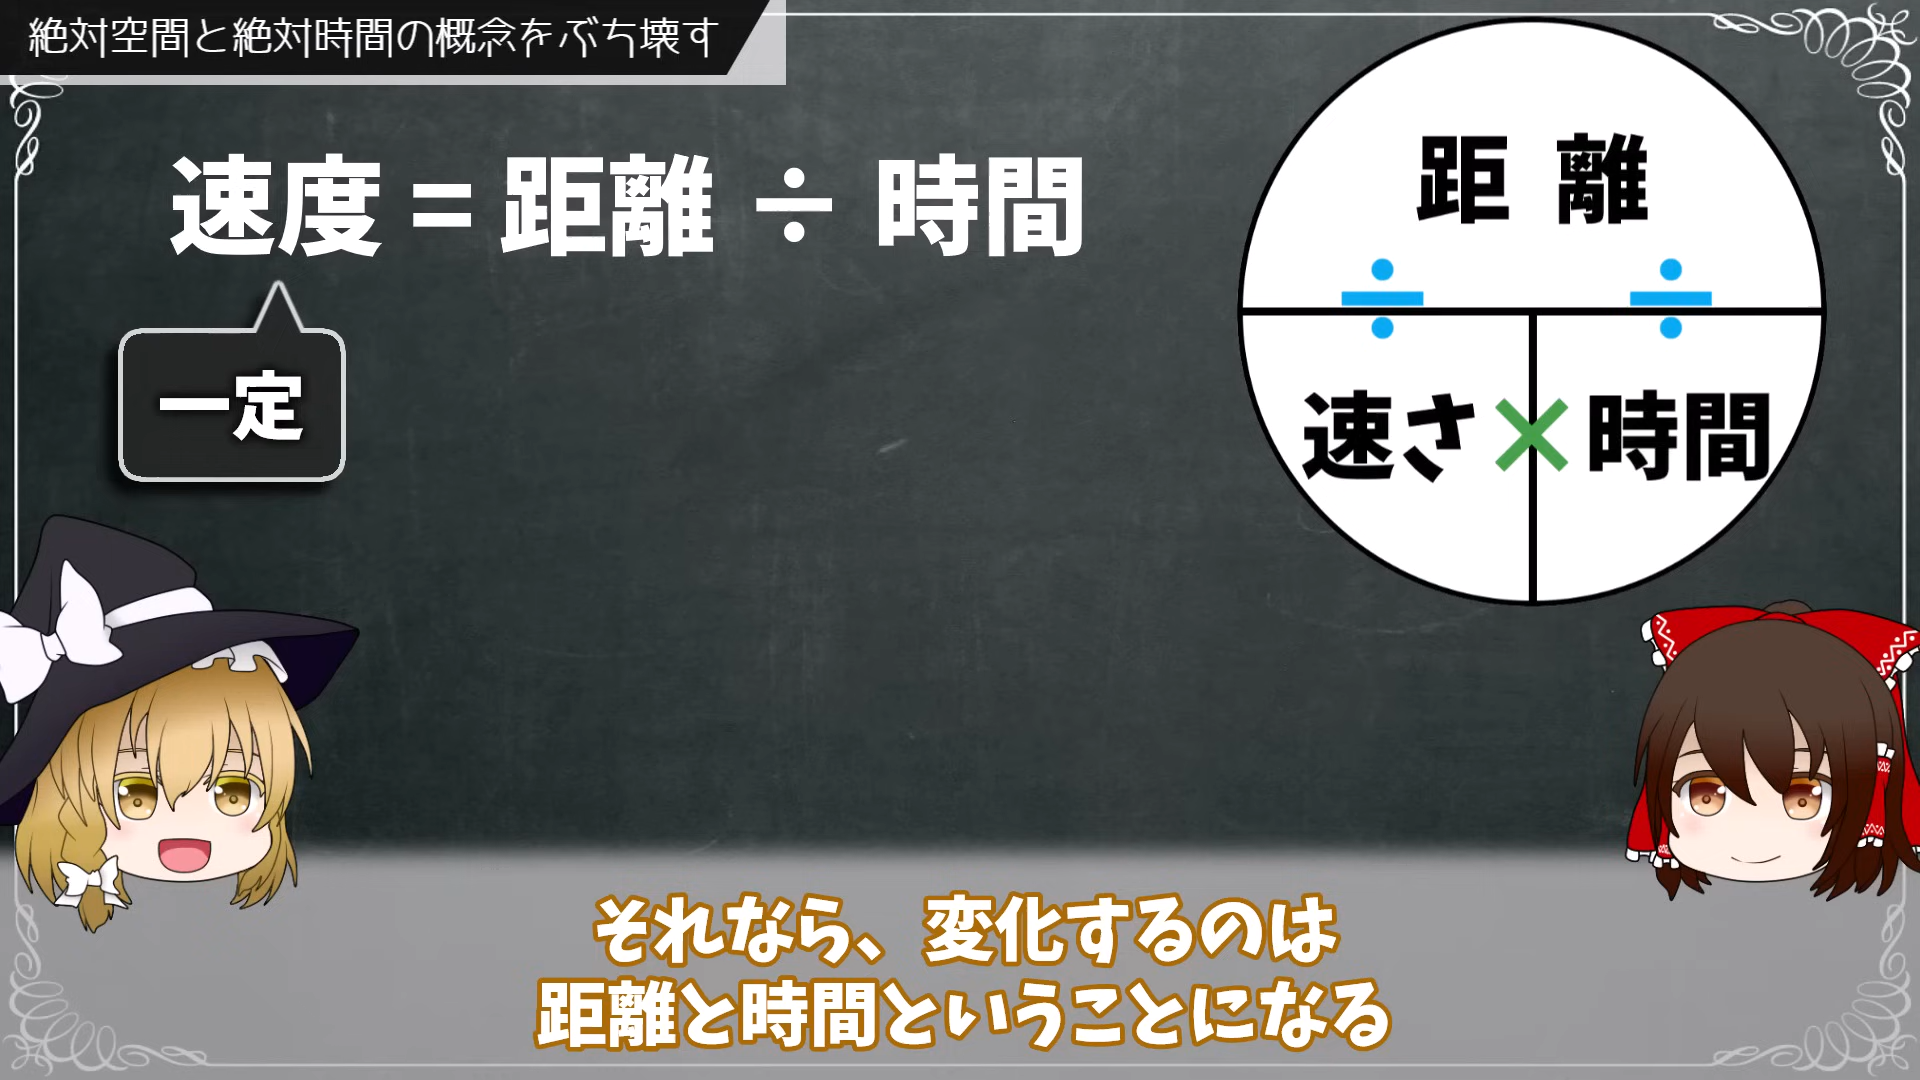 絶対空間と絶対時間の概念をぶち壊す
速度=距離÷時間
一定
距離
÷ ÷
速さ×時間
それなら、変化するのは
距離と時間ということになる